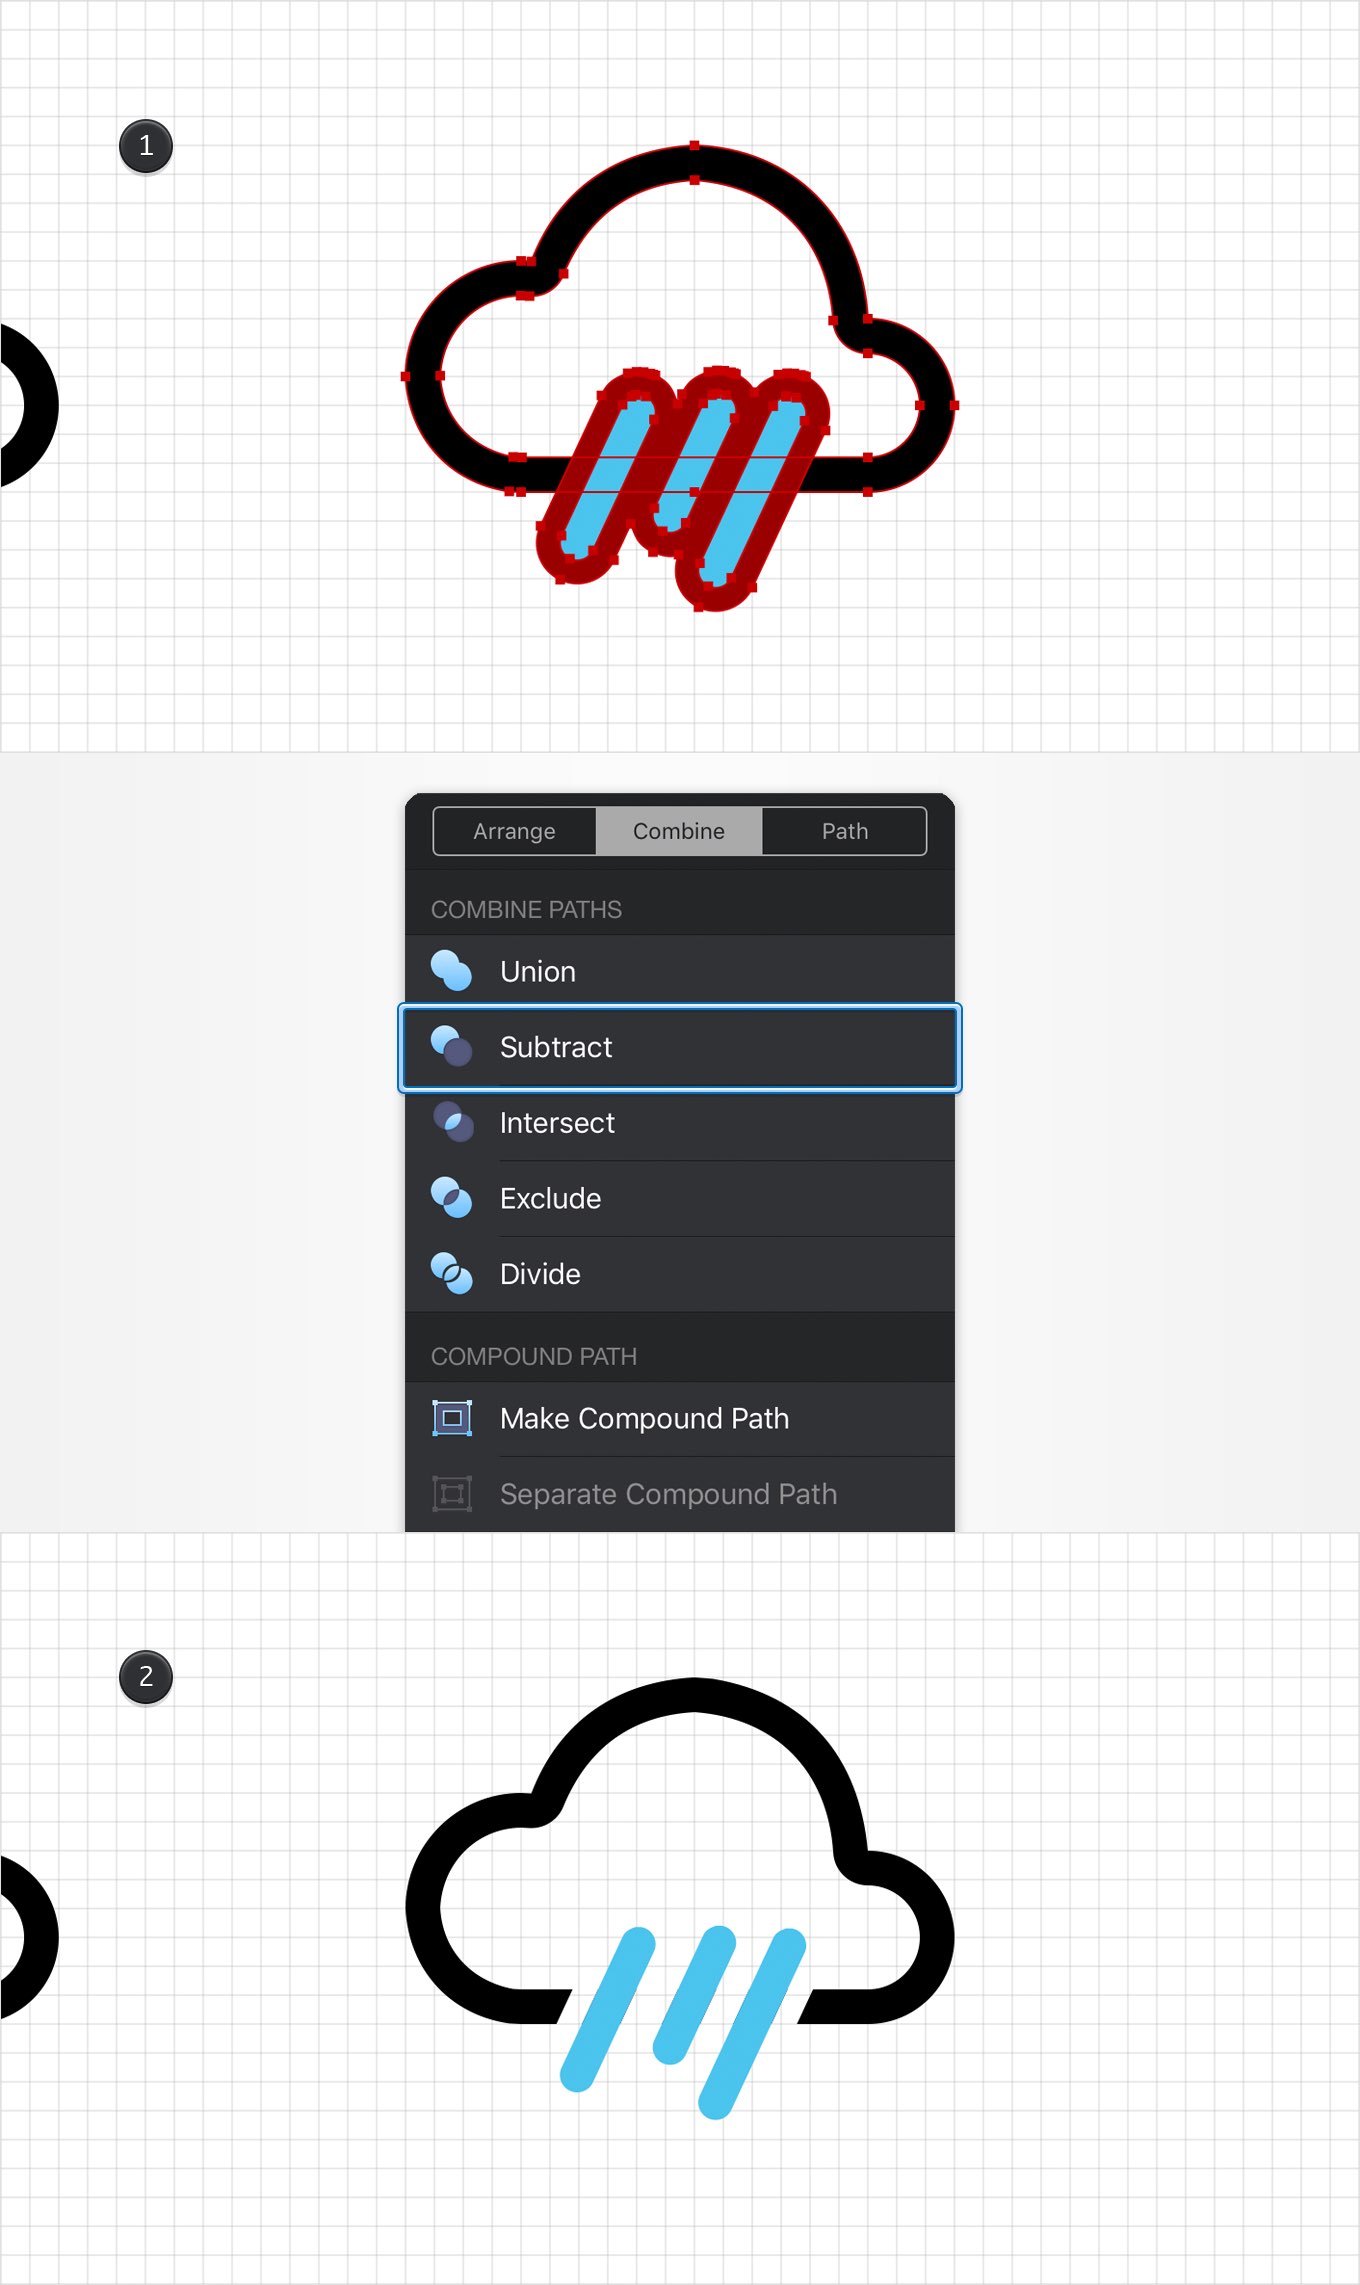 1
Arrange Combine Path
COMBINE PATHS
Union
Subtract
Intersect
Exclude
Divide
COMPOUND PATH
Make Compound Path
Separate Compound Path
2